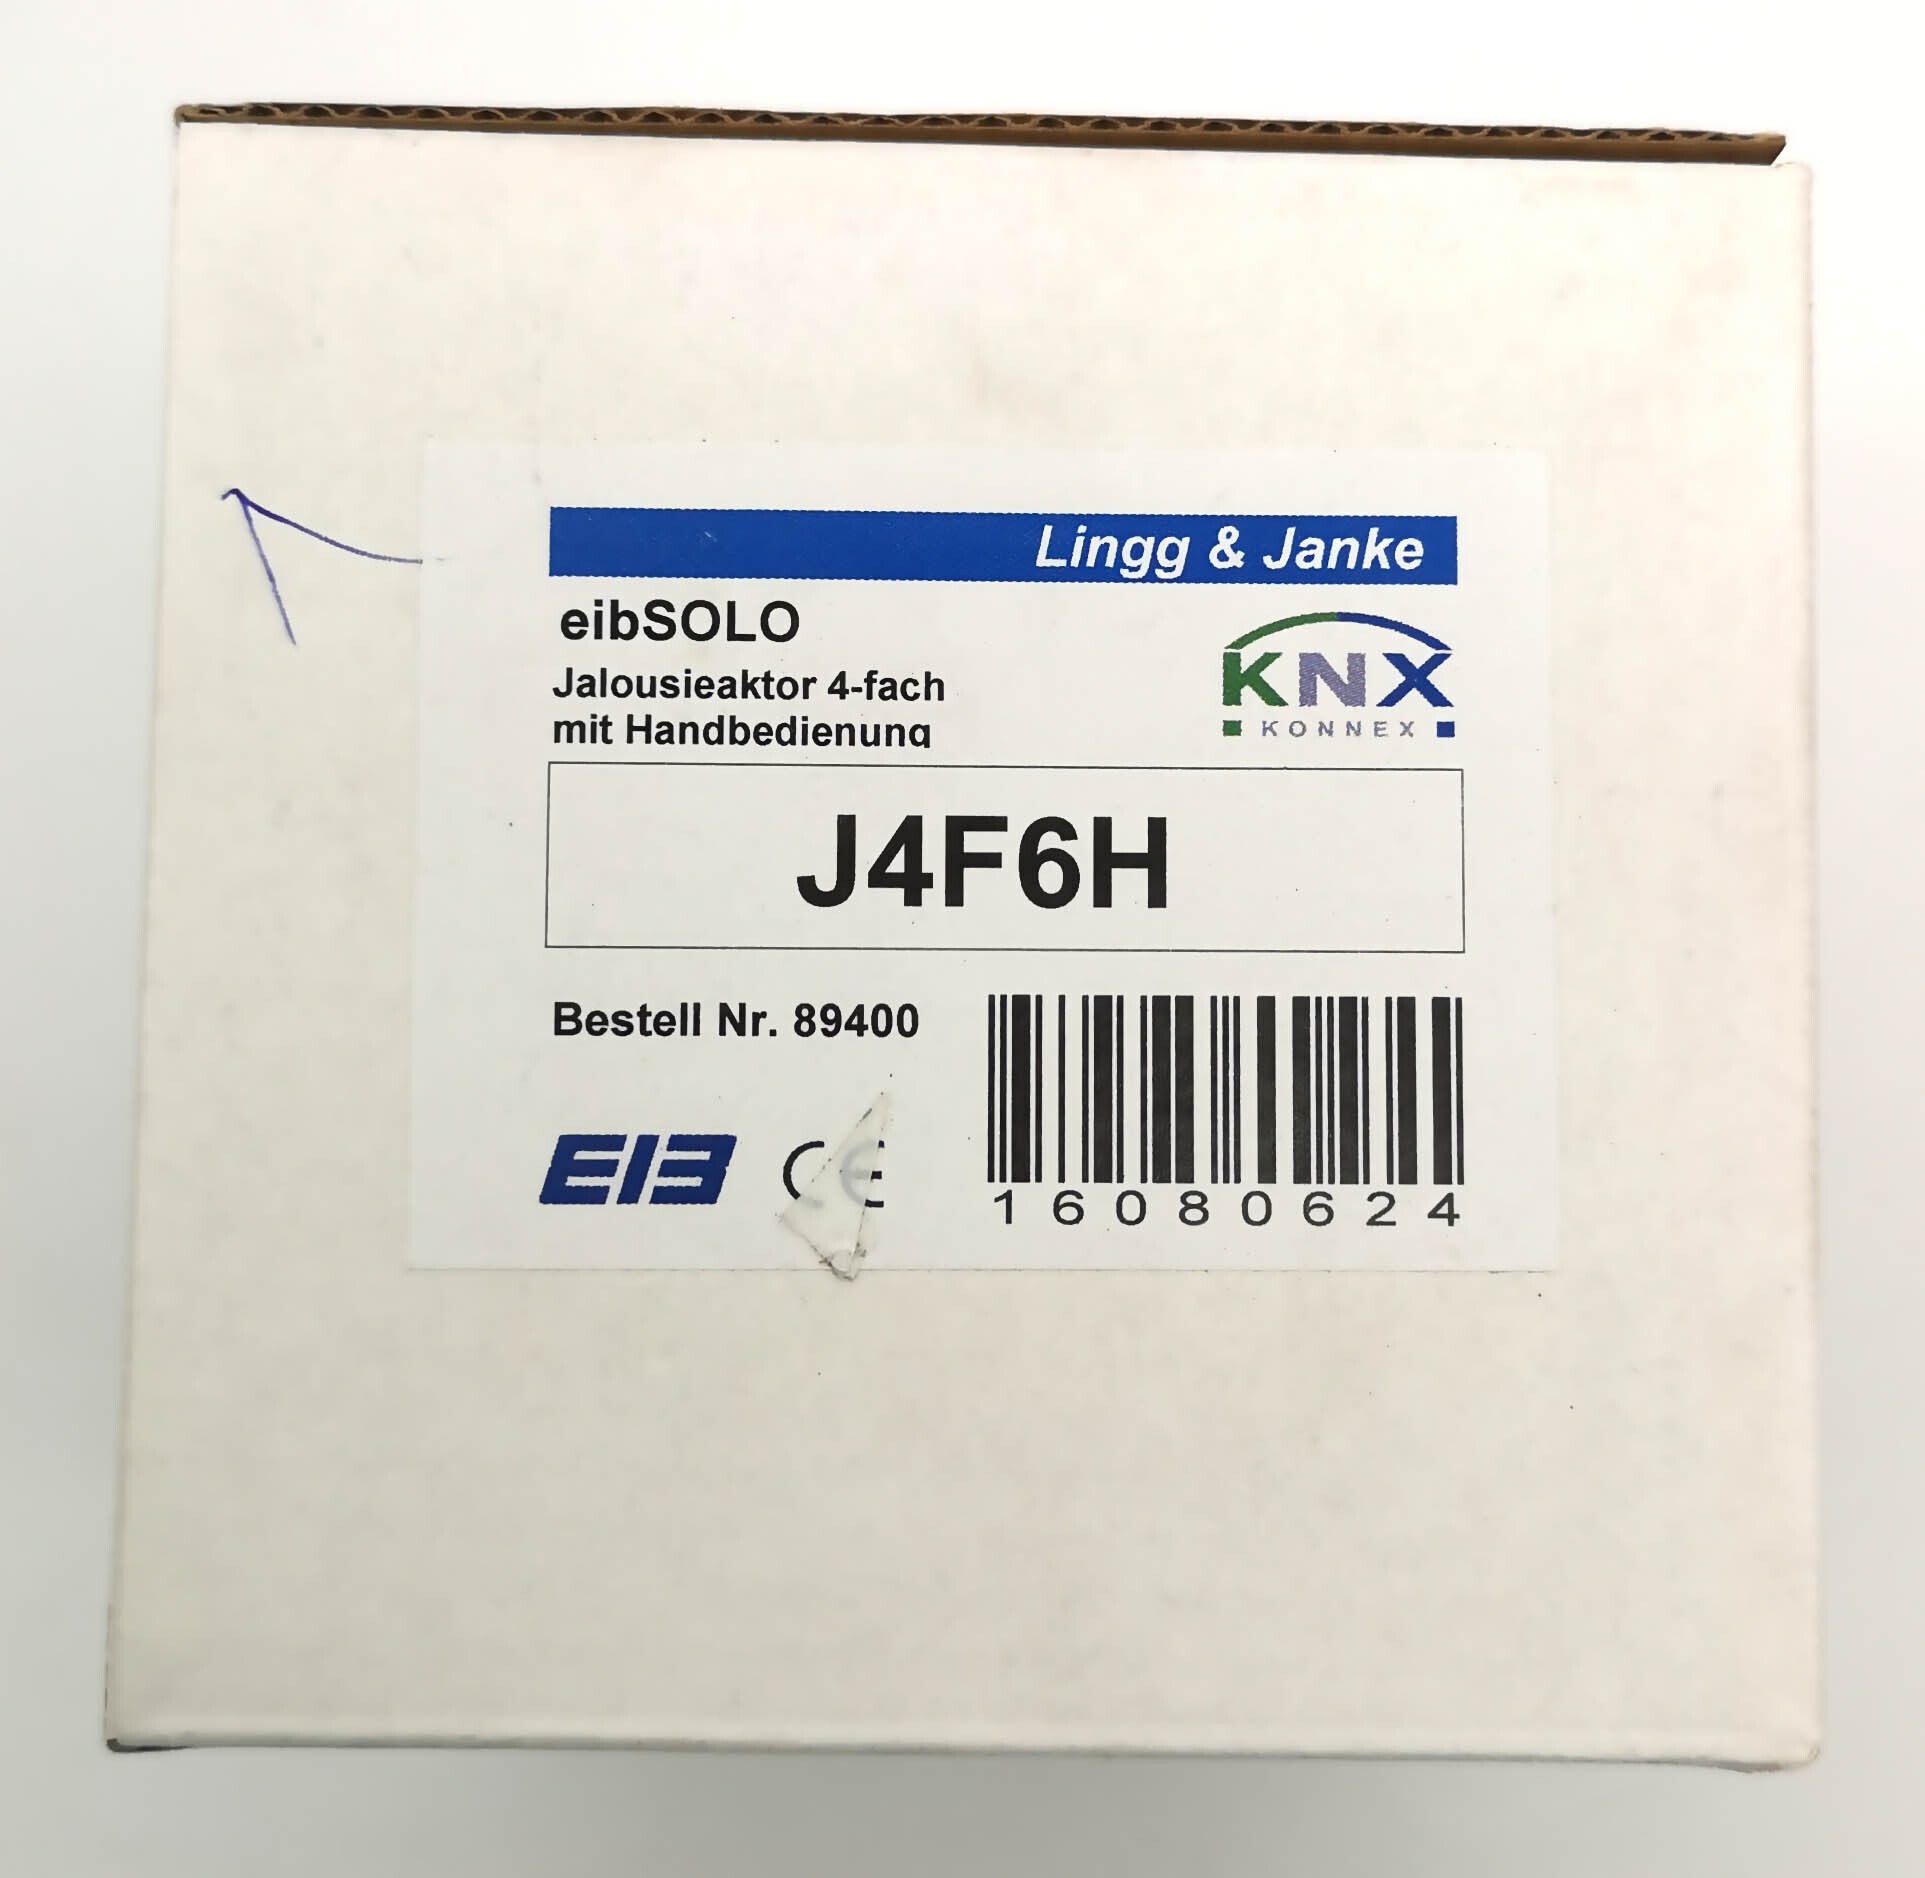 Lingg & Janke
eibSOLO
Jalousieaktor 4-fach
mit Handbedienung
KNX
KONNEX
J4F6H
Bestell Nr. 89400
EIB CE
16080624